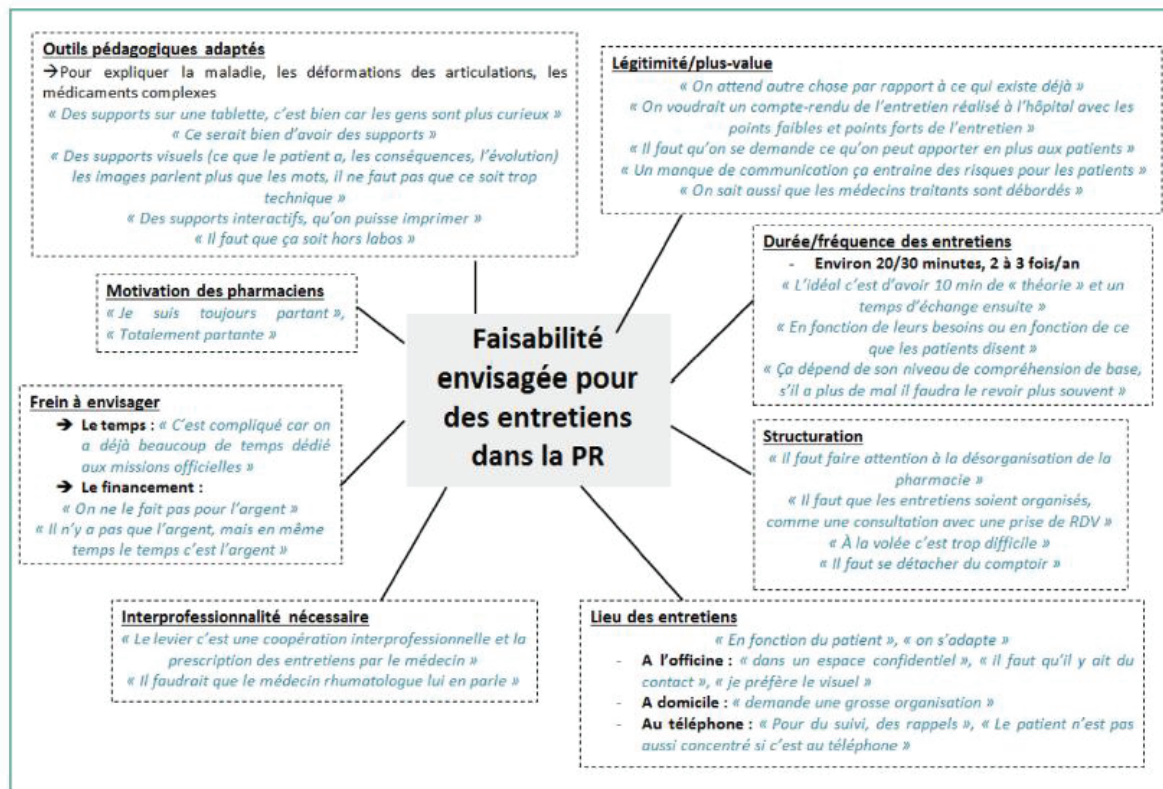 Outils pédagogiques adaptés
→Pour expliquer la maladie, les déformations des articulations, les
médicaments complexes
« Des supports sur une tablette, c'est bien car les gens sont plus curieux »
« Ce serait bien d'avoir des supports »
« Des supports visuels (ce que le patient a, les conséquences, l'évolution)
les images parlent plus que les mots, il ne faut pas que ce soit trop
technique »
« Des supports interactifs, qu'on puisse imprimer »
« Il faut que ça soit hors labos »
Légitimité/plus-value
« On attend autre chose par rapport à ce qui existe déjà »
« On voudrait un compte-rendu de l'entretien réalisé à l'hôpital avec les
points faibles et points forts de l'entretien »
« Il faut qu'on se demande ce qu'on peut apporter en plus aux patients »
« Un manque de communication ça entraine des risques pour les patients »
« On sait aussi que les médecins traitants sont débordés »
Motivation des pharmaciens
« Je suis toujours partant »,
« Totalement partante »
Durée/fréquence des entretiens
- Environ 20/30 minutes, 2 à 3 fois/an
« L'idéal c'est d'avoir 10 min de « théorie » et un
temps d'échange ensuite »
« En fonction de leurs besoins ou en fonction de ce
que les patients disent »
« Ça dépend de son niveau de compréhension de base,
s'il a plus de mal il faudra le revoir plus souvent »
Faisabilité
envisagée pour
des entretiens
dans la PR
Frein à envisager
→ Le temps : « C'est compliqué car on
a déjà beaucoup de temps dédié
aux missions officielles »
→ Le financement :
« On ne le fait pas pour l'argent »
« Il n'y a pas que l'argent, mais en même
temps le temps c'est l'argent »
Structuration
« Il faut faire attention à la désorganisation de la
pharmacie »
« Il faut que les entretiens soient organisés,
comme une consultation avec une prise de RDV »
« À la volée c'est trop difficile »
« Il faut se détacher du comptoir »
Interprofessionnalité nécessaire
« Le levier c'est une coopération interprofessionnelle et la
prescription des entretiens par le médecin »
« Il faudrait que le médecin rhumatologue lui en parle »
Lieu des entretiens
« En fonction du patient », « on s'adapte »
- A l'officine : « dans un espace confidentiel », « il faut qu'il y ait du
contact », « je préfère le visuel »
- A domicile : « demande une grosse organisation »
- Au téléphone : « Pour du suivi, des rappels », « Le patient n'est pas
aussi concentré si c'est au téléphone »